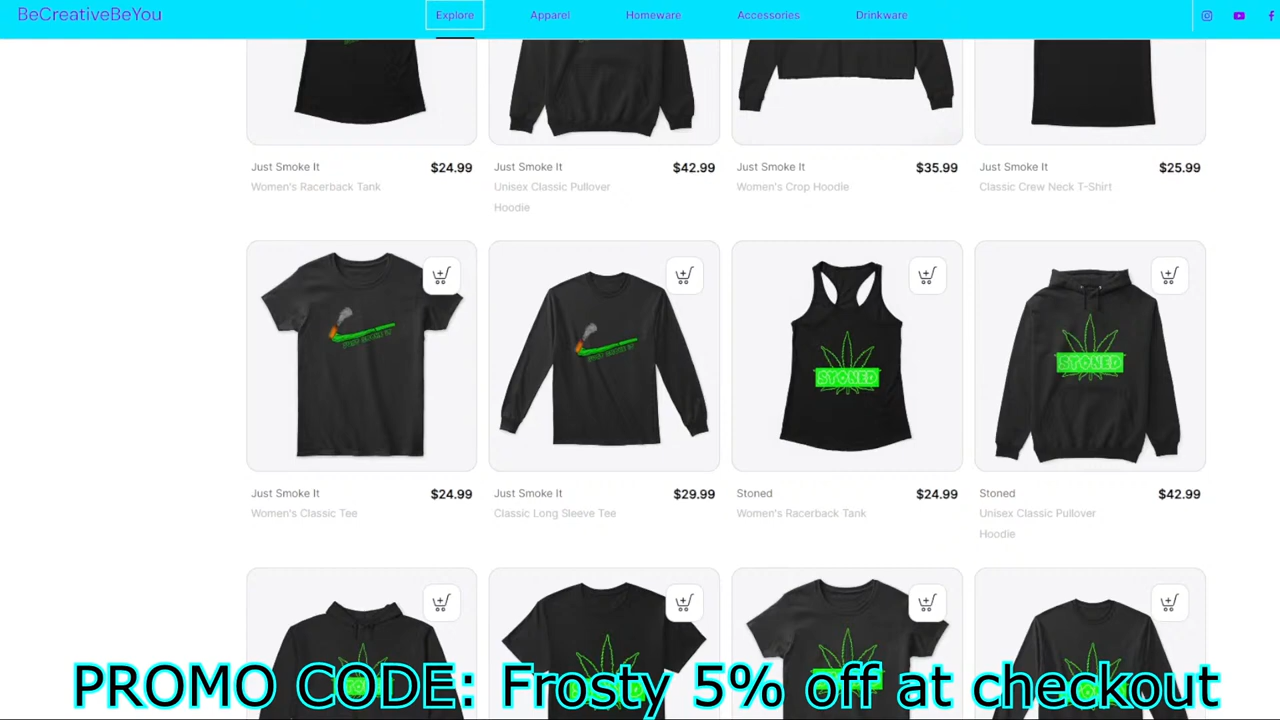 BeCreativeBeYou
Explore
Apparel
Homeware
Accessories
Drinkware
Just Smoke It $24.99
Women's Racerback Tank
Just Smoke It $42.99
Unisex Classic Pullover
Hoodie
Just Smoke It $35.99
Women's Crop Hoodie
Just Smoke It $25.99
Classic Crew Neck T-Shirt
STONED
STONED
Just Smoke It $24.99
Women's Classic Tee
Just Smoke It $29.99
Classic Long Sleeve Tee
Stoned $24.99
Women's Racerback Tank
Stoned $42.99
Unisex Classic Pullover
Hoodie
PROMO CODE: Frosty 5% off at checkout